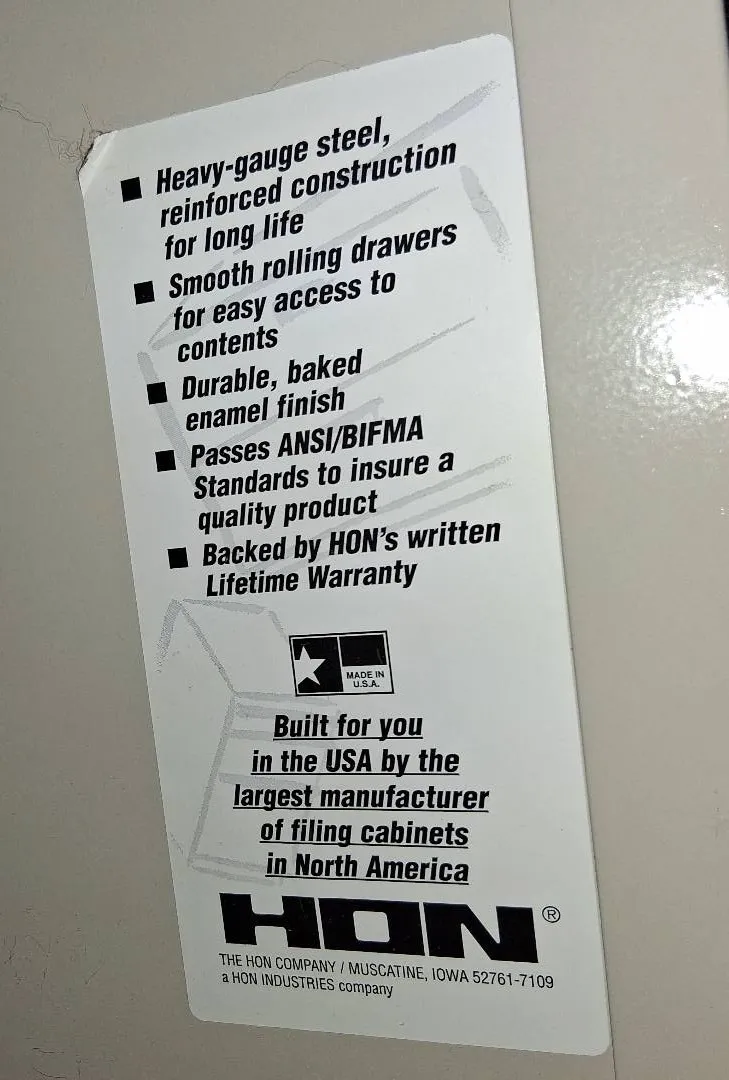 ■ Heavy-gauge steel,
reinforced construction
for long life
■ Smooth rolling drawers
for easy access to
contents
■ Durable, baked
enamel finish
■ Passes ANSI/BIFMA
Standards to insure a
quality product
■ Backed by HON's written
Lifetime Warranty
MADE IN
U.S.A.
Built for you
in the USA by the
largest manufacturer
of filing cabinets
in North America
HON®
THE HON COMPANY / MUSCATINE, IOWA 52761-7109
a HON INDUSTRIES company